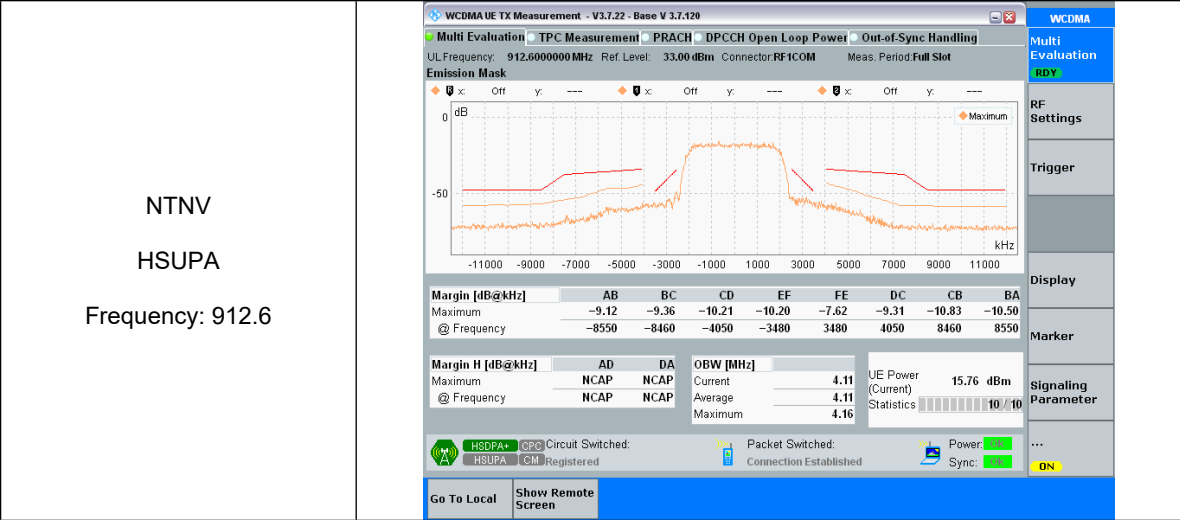 NTNV
HSUPA
Frequency: 912.6
WCDMA UE TX Measurement - V3.7.22 - Base V 3.7.120
WCDMA
Multi Evaluation TPC Measurement PRACH DPCCH Open Loop Power Out-of-Sync Handling
UL Frequency: 912.6000000 MHz Ref. Level: 33.00 dBm Connector:RF1COM Meas. Period:Full Slot
Emission Mask
R x: Off y: --- 1 x: Off y: --- 2 x: Off y: ---
dB
Maximum
0
-50
kHz
-11000 -9000 -7000 -5000 -3000 -1000 1000 3000 5000 7000 9000 11000
Margin [dB@kHz] AB BC CD EF FE DC CB BA
Maximum -9.12 -9.36 -10.21 -10.20 -7.62 -9.31 -10.83 -10.50
@ Frequency -8550 -8460 -4050 -3480 3480 4050 8460 8550
Margin H [dB@kHz] AD DA
Maximum NCAP NCAP
@ Frequency NCAP NCAP
OBW [MHz]
Current 4.11
Average 4.11
Maximum 4.16
UE Power
(Current) 15.76 dBm
Statistics 10 / 10
HSDPA+ CPC Circuit Switched:
HSUPA CM Registered
Packet Switched:
Connection Established
Power: OK
Sync: OK
Go To Local
Show Remote
Screen
Multi
Evaluation
RDY
RF
Settings
Trigger
Display
Marker
Signaling
Parameter
...
ON